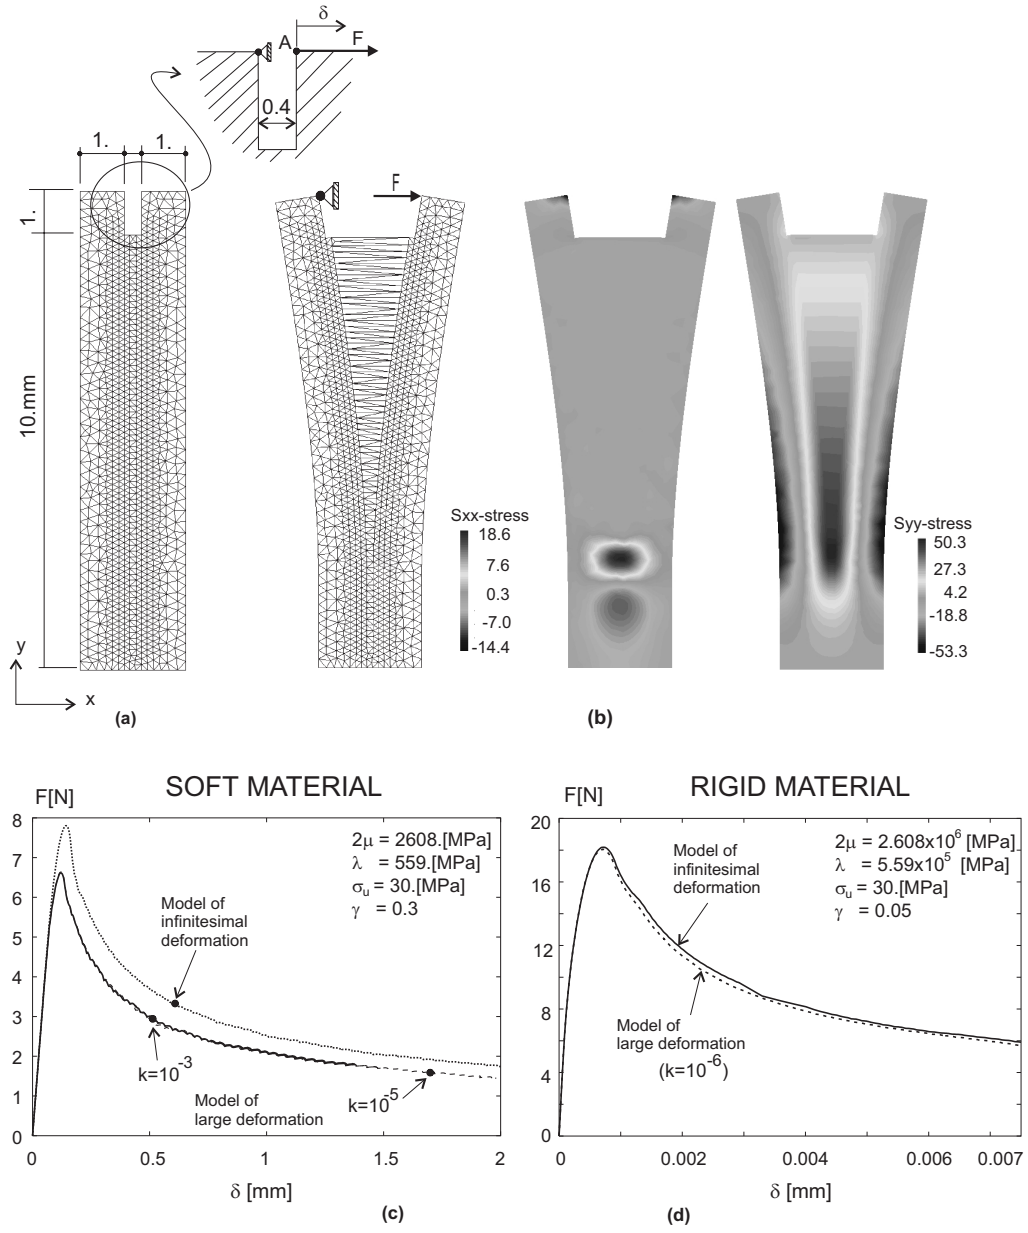 δ
A
F
0.4
1. 1.
1.
10.mm
F
Sxx-stress
18.6
7.6
0.3
-7.0
-14.4
Syy-stress
50.3
27.3
4.2
-18.8
-53.3
y
x
(a)
(b)
SOFT MATERIAL
F[N]
8
7
6
5
4
3
2
1
0
2μ = 2608.[MPa]
λ = 559.[MPa]
σu = 30.[MPa]
γ = 0.3
Model of
infinitesimal
deformation
k=10-3
Model of
large deformation
k=10-5
0 0.5 1 1.5 2
δ [mm]
(c)
RIGID MATERIAL
F[N]
20
16
12
8
4
0
2μ = 2.608x10⁶ [MPa]
λ = 5.59x10⁵ [MPa]
σu = 30.[MPa]
γ = 0.05
Model of
infinitesimal
deformation
Model of
large deformation
(k=10-6)
0 0.002 0.004 0.006 0.007
δ [mm]
(d)